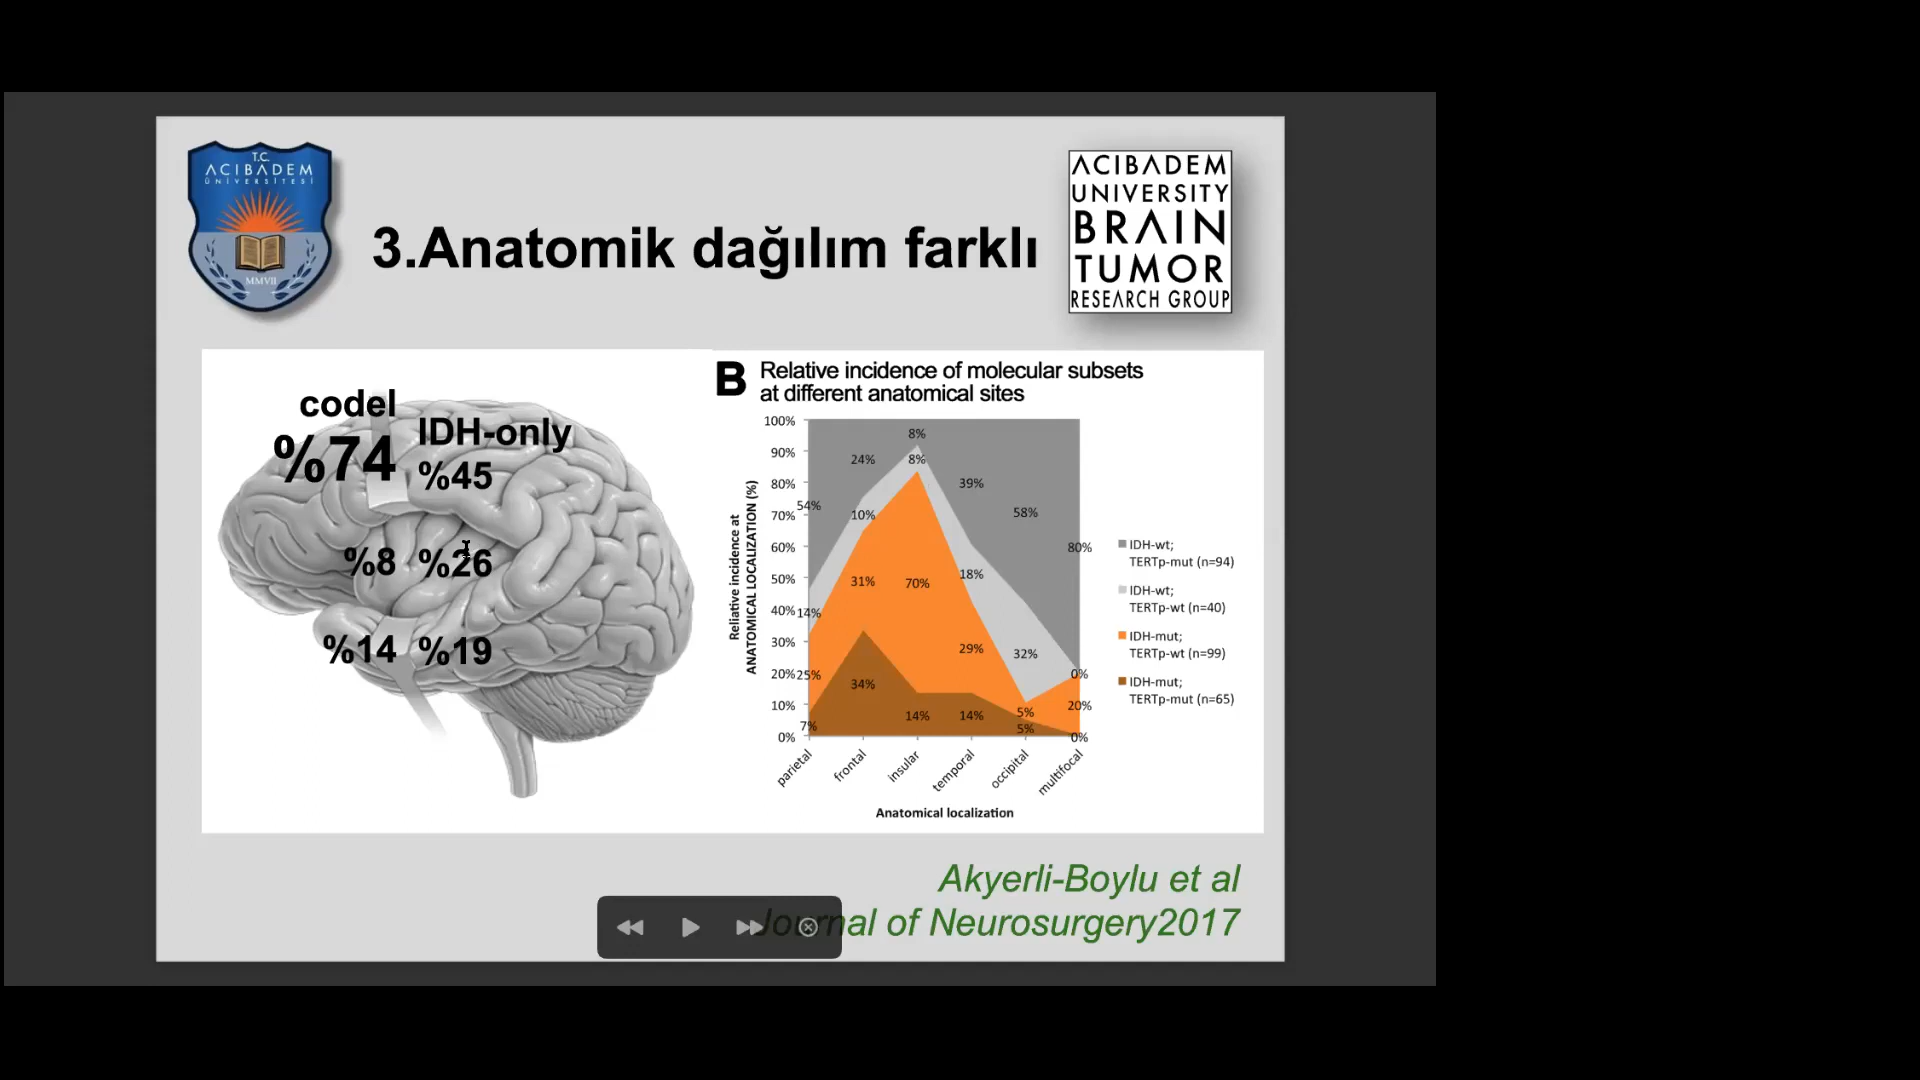 T.C.
ACIBADEM
ÜNİVERSİTESİ
MMVII
3.Anatomik dağılım farklı
ACIBADEM
UNIVERSITY
BRAIN
TUMOR
RESEARCH GROUP
codel
%74
IDH-only
%45
%8 %26
%14 %19
B Relative incidence of molecular subsets
at different anatomical sites
Reliative incidence at
ANATOMICAL LOCALIZATION (%)
100%
90%
80%
70%
60%
50%
40%
30%
20%
10%
0%
54%
14%
25%
7%
24%
10%
31%
34%
8%
8%
70%
14%
39%
18%
29%
14%
58%
32%
5%
5%
80%
0%
20%
0%
parietal
frontal
insular
temporal
occipital
multifocal
Anatomical localization
IDH-wt;
TERTp-mut (n=94)
IDH-wt;
TERTp-wt (n=40)
IDH-mut;
TERTp-wt (n=99)
IDH-mut;
TERTp-mut (n=65)
Akyerli-Boylu et al
Journal of Neurosurgery2017